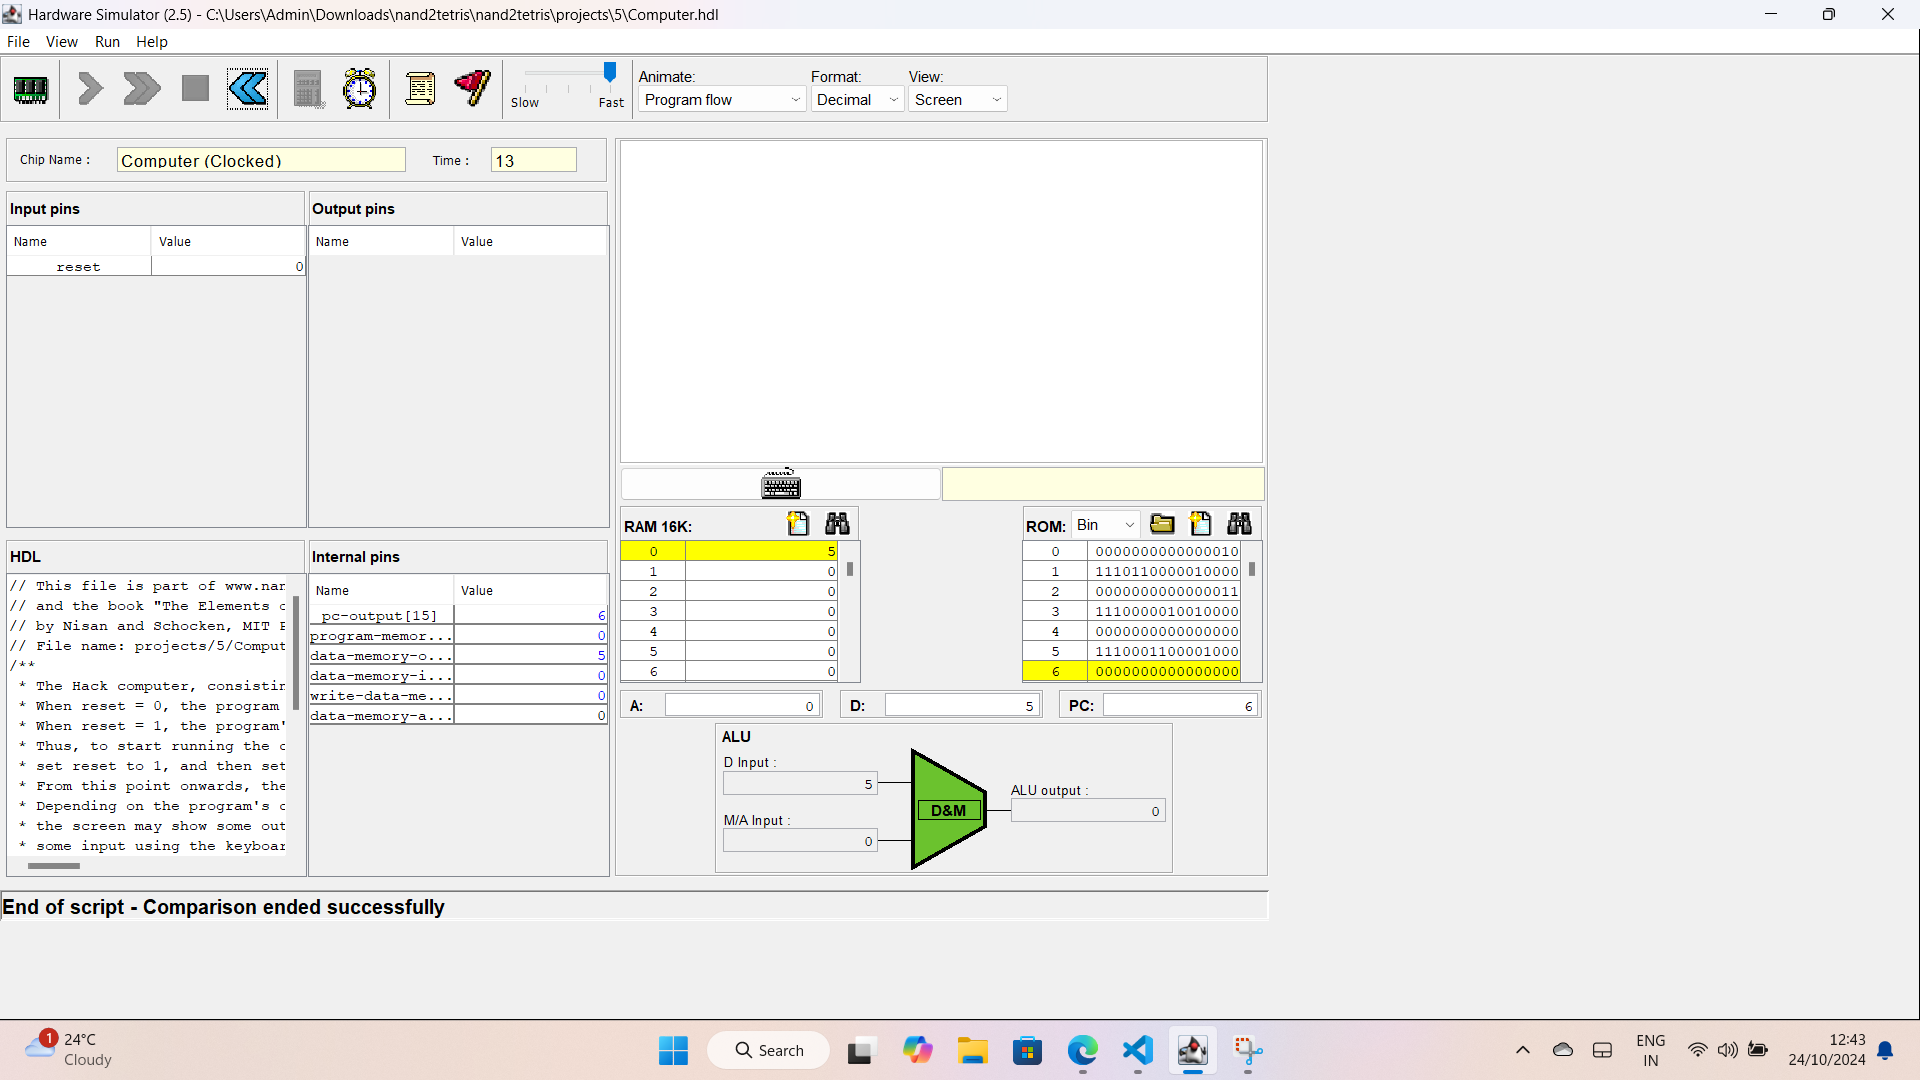 Hardware Simulator (2.5) - C:\Users\Admin\Downloads\nand2tetris\nand2tetris\projects\5\Computer.hdl
File View Run Help
Slow Fast
Animate: Format: View:
Program flow Decimal Screen
Chip Name : Computer (Clocked) Time : 13
Input pins
Name Value
reset 0
Output pins
Name Value
HDL
// This file is part of www.nan
// and the book "The Elements o
// by Nisan and Schocken, MIT P
// File name: projects/5/Comput
/**
* The Hack computer, consistin
* When reset = 0, the program
* When reset = 1, the program'
* Thus, to start running the c
* set reset to 1, and then set
* From this point onwards, the
* Depending on the program's c
* the screen may show some out
* some input using the keyboar
Internal pins
Name Value
pc-output[15] 6
program-memor... 0
data-memory-o... 5
data-memory-i... 0
write-data-me... 0
data-memory-a... 0
RAM 16K:
0 5
1 0
2 0
3 0
4 0
5 0
6 0
ROM: Bin
0 0000000000000010
1 1110110000010000
2 0000000000000011
3 1110000010010000
4 0000000000000000
5 1110001100001000
6 0000000000000000
A: 0 D: 5 PC: 6
ALU
D Input :
5
M/A Input :
0
D&M
ALU output :
0
End of script - Comparison ended successfully
1
24°C
Cloudy
Search
ENG
IN
12:43
24/10/2024